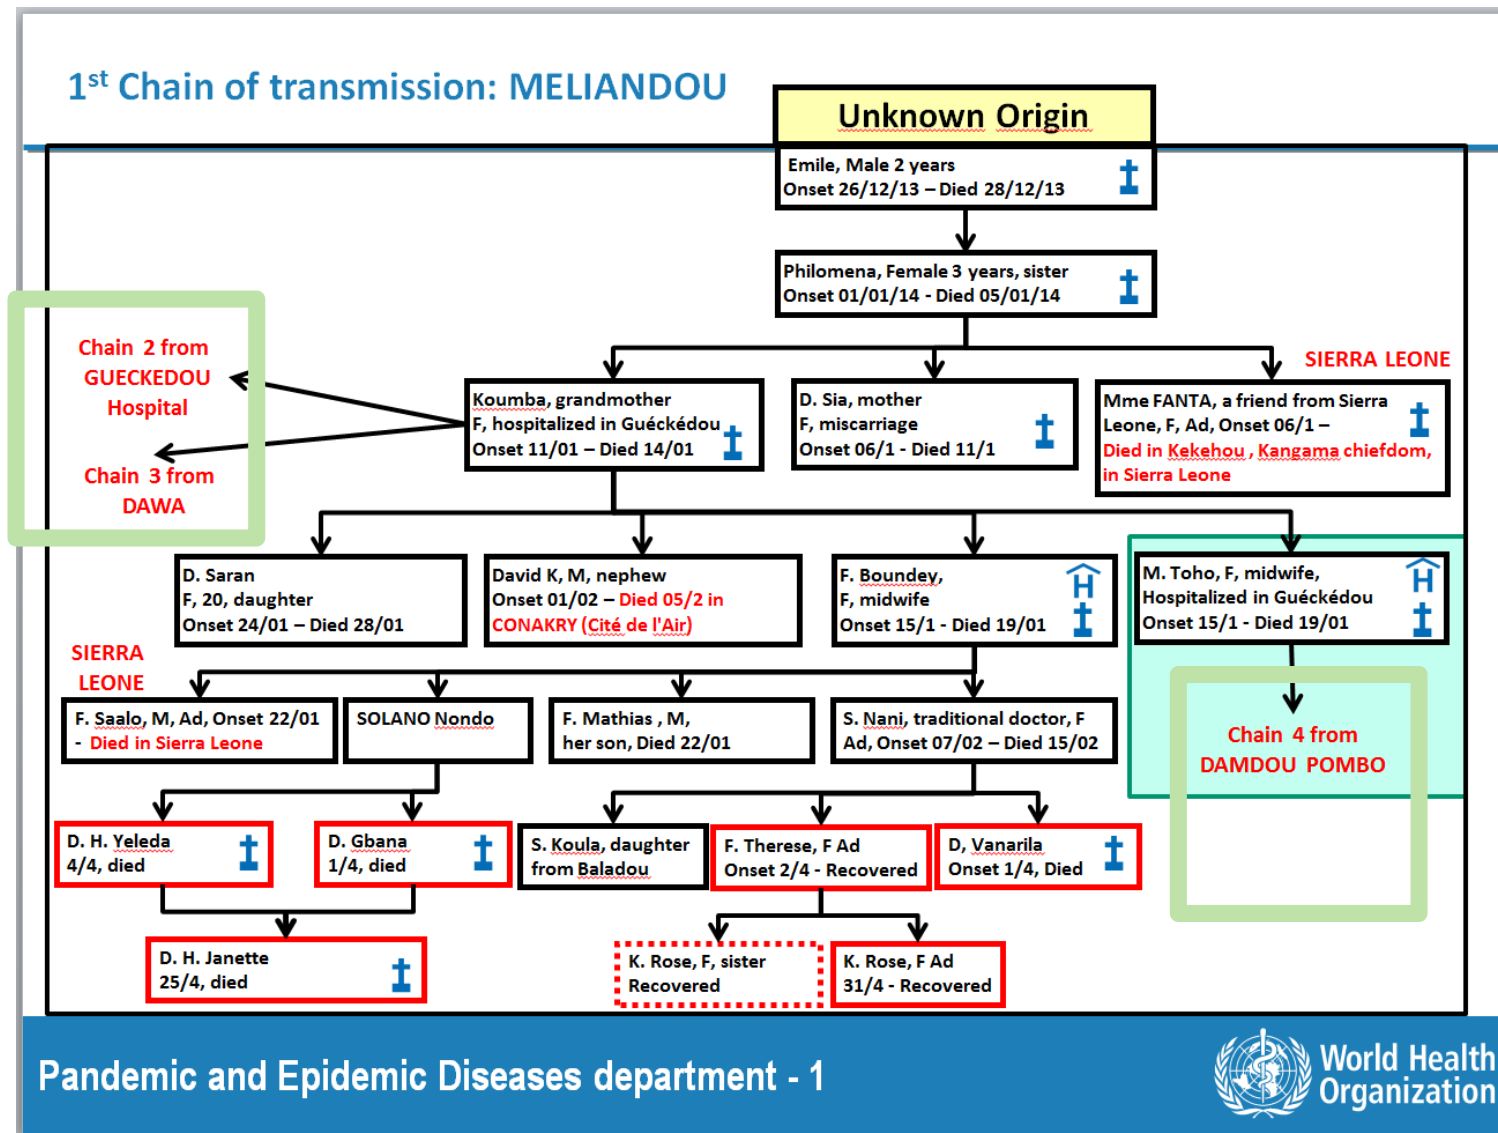 1st Chain of transmission: MELIANDOU
Unknown Origin
Emile, Male 2 years
Onset 26/12/13 – Died 28/12/13
Philomena, Female 3 years, sister
Onset 01/01/14 - Died 05/01/14
Chain 2 from
GUECKEDOU
Hospital
Chain 3 from
DAWA
Koumba, grandmother
F, hospitalized in Guéckédou
Onset 11/01 – Died 14/01
D. Sia, mother
F, miscarriage
Onset 06/1 - Died 11/1
SIERRA LEONE
Mme FANTA, a friend from Sierra
Leone, F, Ad, Onset 06/1 –
Died in Kekehou , Kangama chiefdom,
in Sierra Leone
D. Saran
F, 20, daughter
Onset 24/01 – Died 28/01
David K, M, nephew
Onset 01/02 – Died 05/2 in
CONAKRY (Cité de l'Air)
F. Boundey,
F, midwife
Onset 15/1 - Died 19/01
H
M. Toho, F, midwife,
Hospitalized in Guéckédou
Onset 15/1 - Died 19/01
H
SIERRA
LEONE
F. Saalo, M, Ad, Onset 22/01
- Died in Sierra Leone
SOLANO Nondo
F. Mathias , M,
her son, Died 22/01
S. Nani, traditional doctor, F
Ad, Onset 07/02 – Died 15/02
Chain 4 from
DAMDOU POMBO
D. H. Yeleda
4/4, died
D. Gbana
1/4, died
S. Koula, daughter
from Baladou
F. Therese, F Ad
Onset 2/4 - Recovered
D, Vanarila
Onset 1/4, Died
D. H. Janette
25/4, died
K. Rose, F, sister
Recovered
K. Rose, F Ad
31/4 - Recovered
Pandemic and Epidemic Diseases department - 1
World Health
Organization